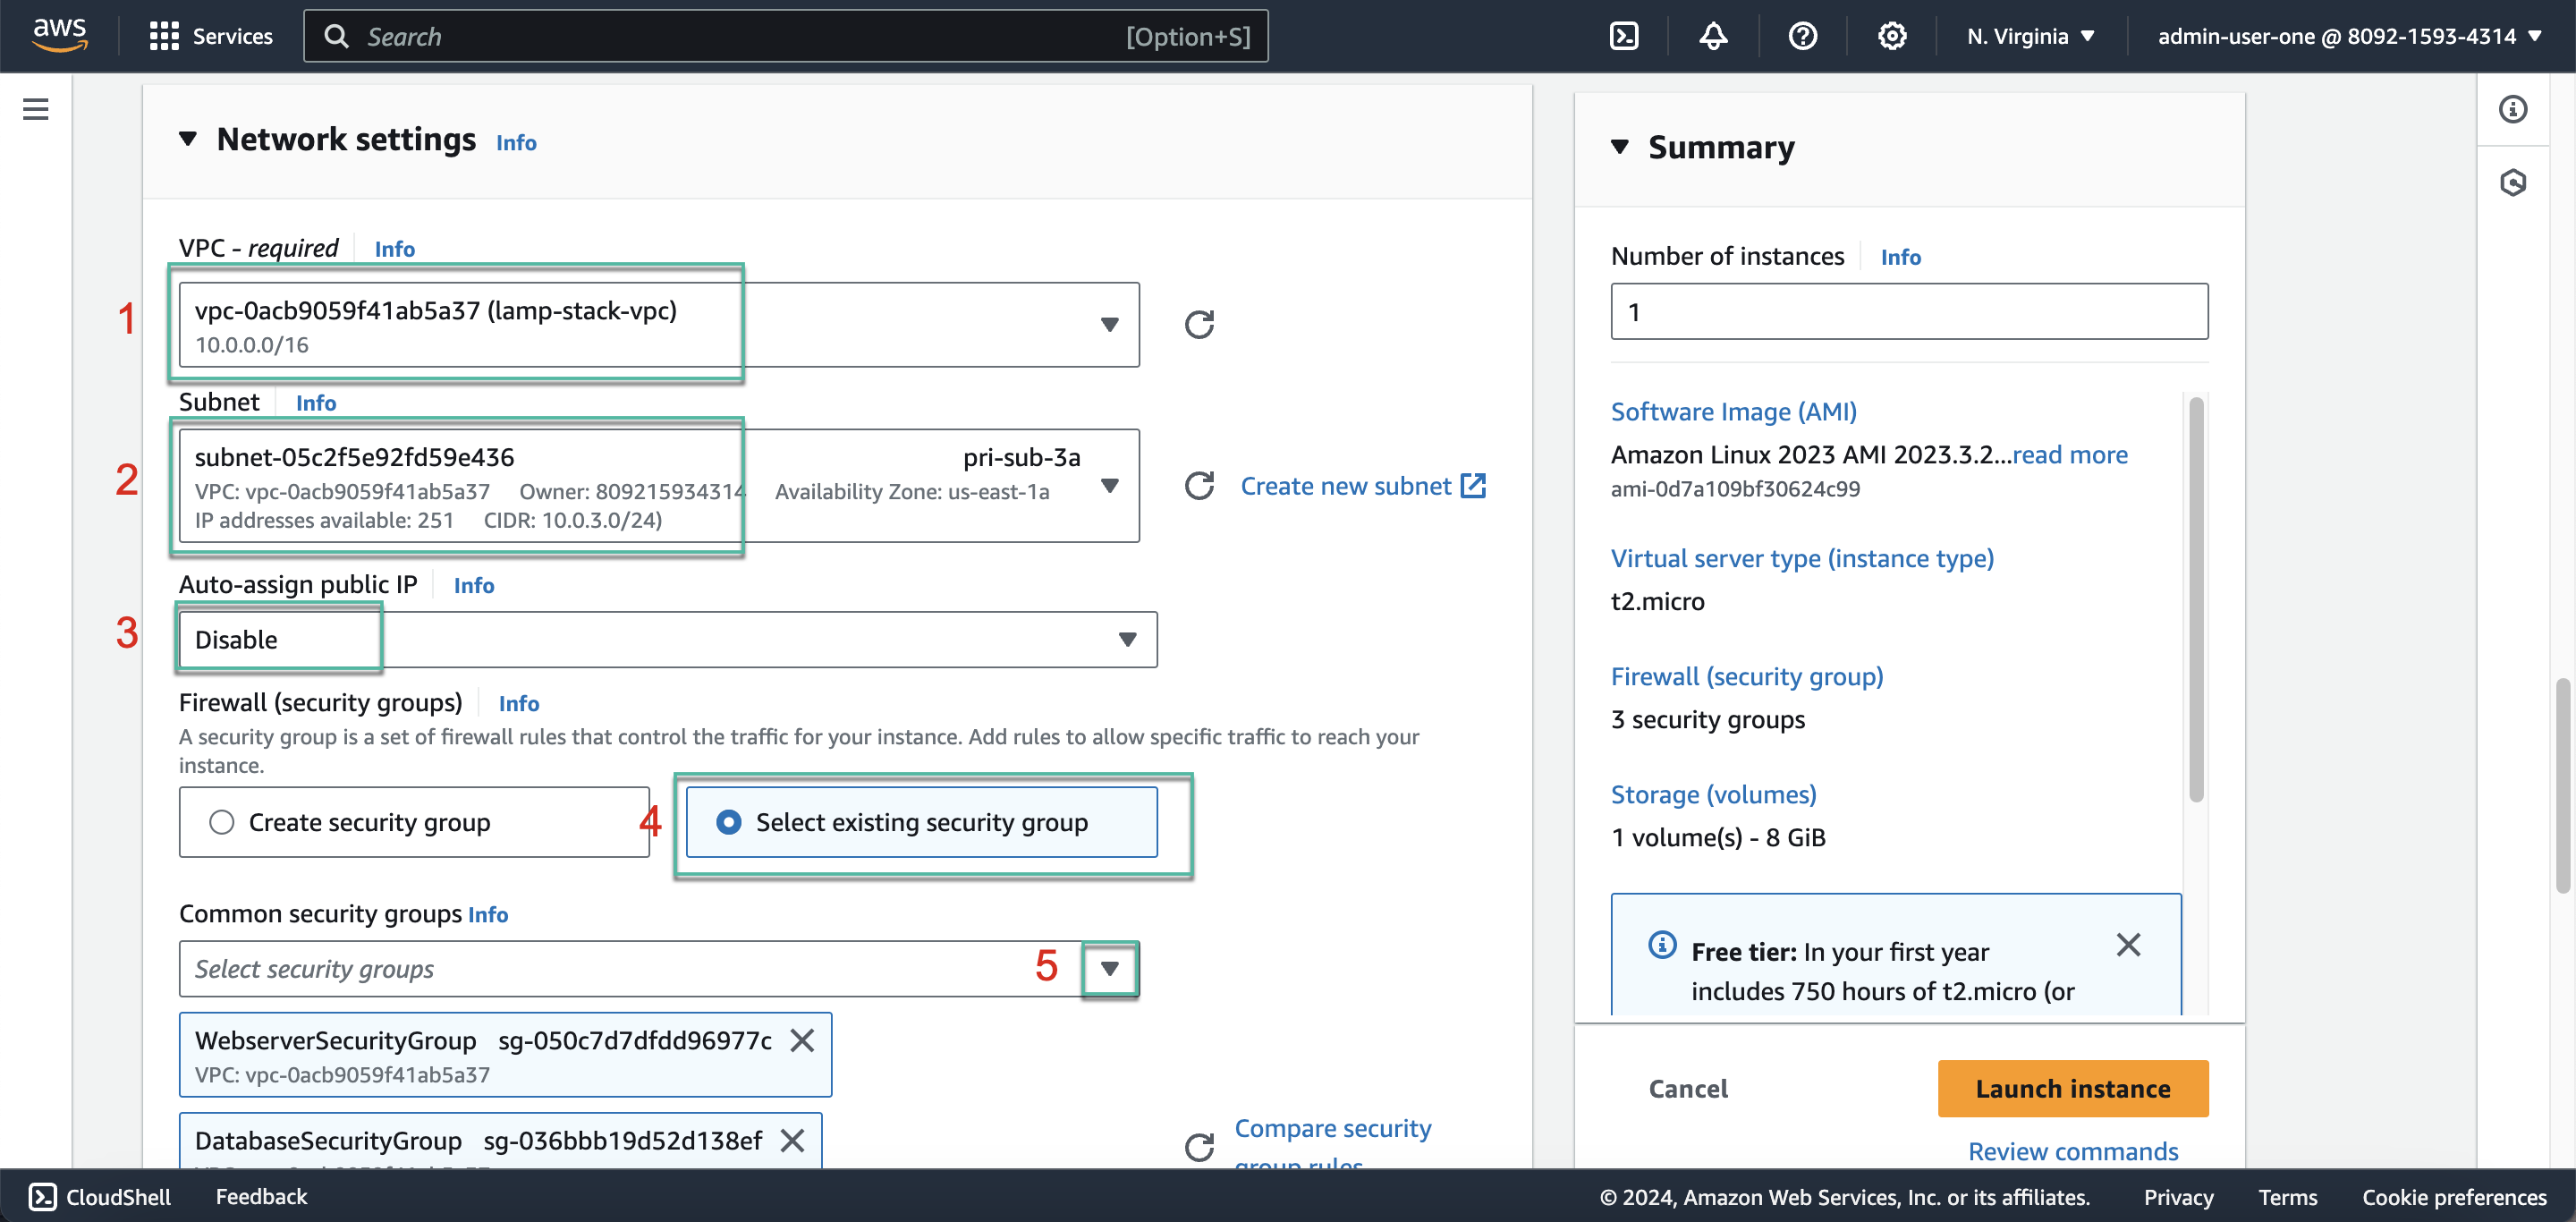 aws
Services
Search
[Option+S]
N. Virginia
admin-user-one @ 8092-1593-4314
Network settings Info
VPC - required Info
1
vpc-0acb9059f41ab5a37 (lamp-stack-vpc)
10.0.0.0/16
Subnet Info
2
subnet-05c2f5e92fd59e436 pri-sub-3a
VPC: vpc-0acb9059f41ab5a37 Owner: 809215934314 Availability Zone: us-east-1a
IP addresses available: 251 CIDR: 10.0.3.0/24)
Create new subnet
Auto-assign public IP Info
3
Disable
Firewall (security groups) Info
A security group is a set of firewall rules that control the traffic for your instance. Add rules to allow specific traffic to reach your
instance.
Create security group
4
Select existing security group
Common security groups Info
Select security groups
5
WebserverSecurityGroup sg-050c7d7dfdd96977c
VPC: vpc-0acb9059f41ab5a37
DatabaseSecurityGroup sg-036bbb19d52d138ef
Compare security
group rules
Summary
Number of instances Info
1
Software Image (AMI)
Amazon Linux 2023 AMI 2023.3.2...read more
ami-0d7a109bf30624c99
Virtual server type (instance type)
t2.micro
Firewall (security group)
3 security groups
Storage (volumes)
1 volume(s) - 8 GiB
Free tier: In your first year
includes 750 hours of t2.micro (or
Cancel
Launch instance
Review commands
CloudShell
Feedback
© 2024, Amazon Web Services, Inc. or its affiliates.
Privacy
Terms
Cookie preferences